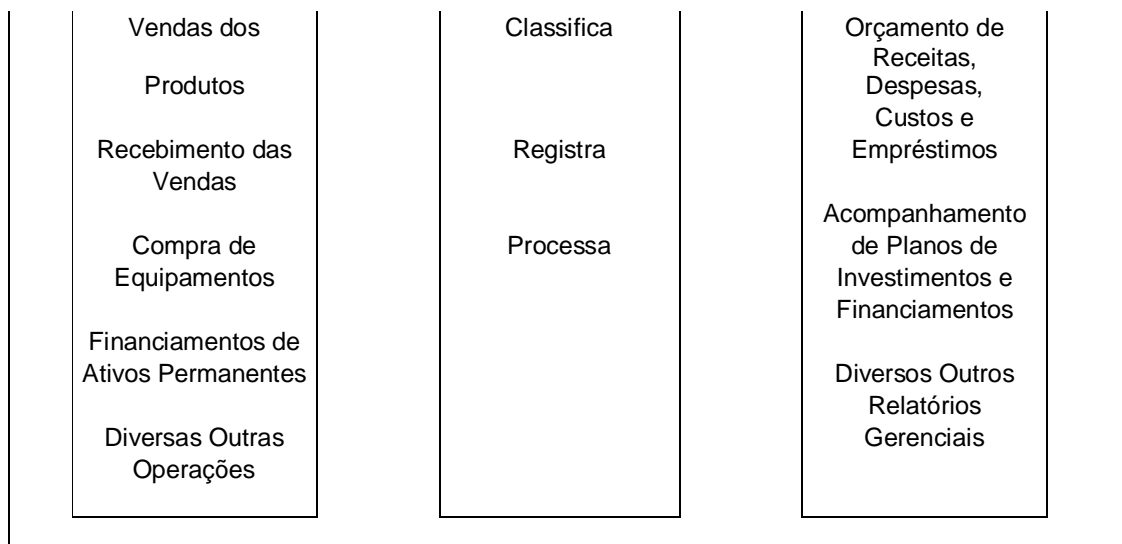 Vendas dos
Produtos
Recebimento das
Vendas
Compra de
Equipamentos
Financiamentos de
Ativos Permanentes
Diversas Outras
Operações
Classifica
Registra
Processa
Orçamento de
Receitas,
Despesas,
Custos e
Empréstimos
Acompanhamento
de Planos de
Investimentos e
Financiamentos
Diversos Outros
Relatórios
Gerenciais